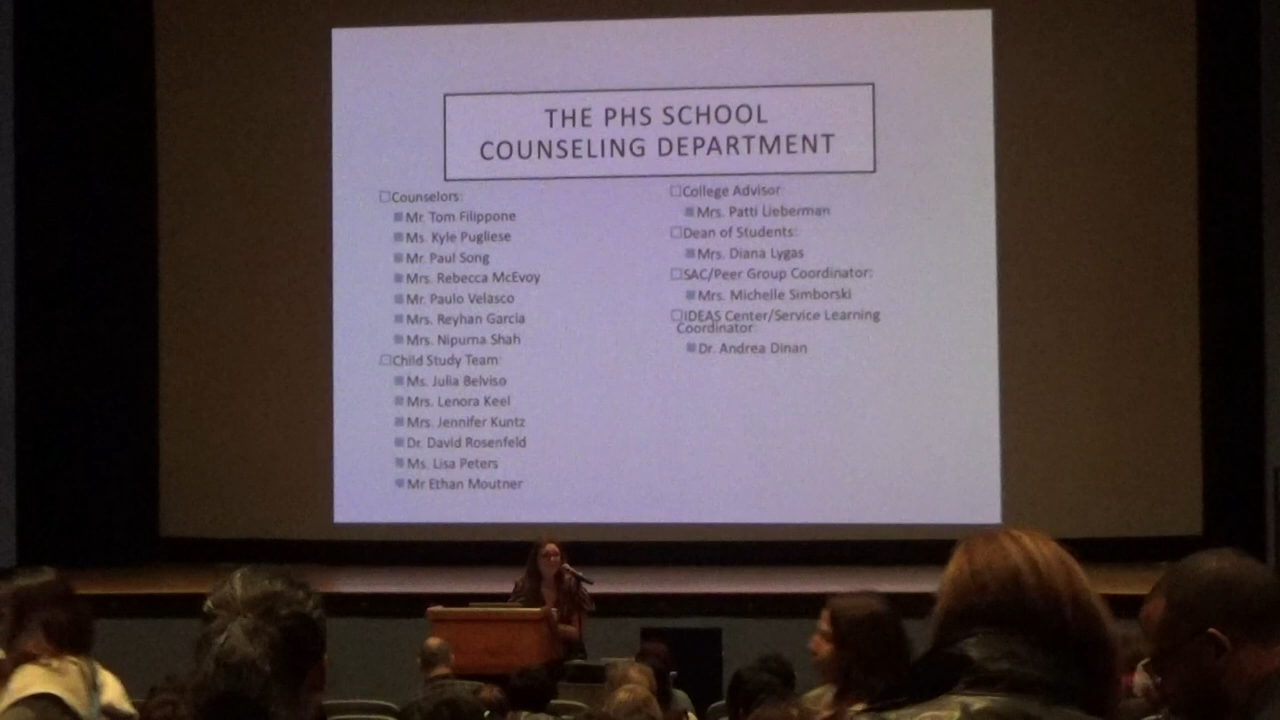 THE PHS SCHOOL
COUNSELING DEPARTMENT
Counselors:
Mr. Tom Filippone
Ms. Kyle Pugliese
Mr. Paul Song
Mrs. Rebecca McEvoy
Mr. Paulo Velasco
Mrs. Reyhan Garcia
Mrs. Nipurna Shah
Child Study Team:
Ms. Julia Belviso
Mrs. Lenora Keel
Mrs. Jennifer Kuntz
Dr. David Rosenfeld
Ms. Lisa Peters
Mr Ethan Moutner
College Advisor:
Mrs. Patti Lieberman
Dean of Students:
Mrs. Diana Lygas
SAC/Peer Group Coordinator:
Mrs. Michelle Simborski
IDEAS Center/Service Learning
Coordinator:
Dr. Andrea Dinan